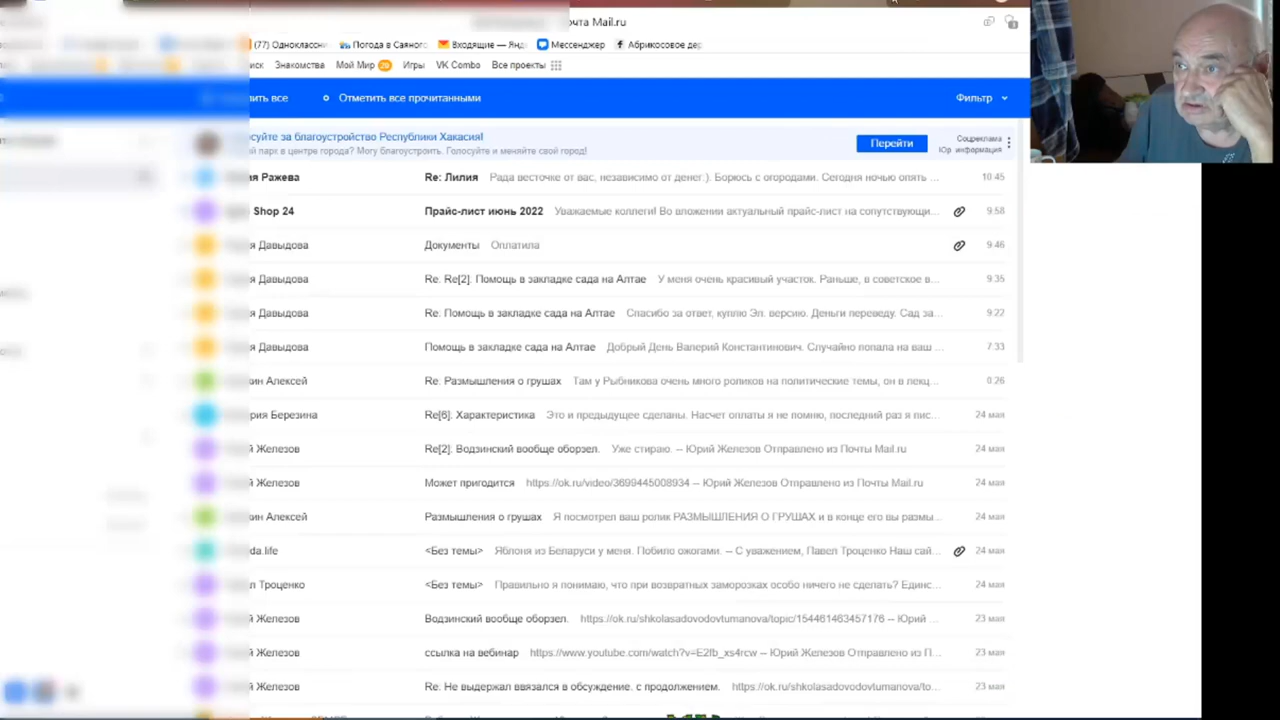 очта Mail.ru
(77) Одноклассн
Погода в Саяног
Входящие — Янд
Мессенджер
Абрикосовое дер
иск Знакомства Мой Мир 20 Игры VK Combo Все проекты
ить все Отметить все прочитанными Фильтр
суйте за благоустройство Республики Хакасия!
й парк в центре города? Могу благоустроить. Голосуйте и меняйте свой город!
Перейти
Соцреклама
Юр. информация
я Ражева Re: Лилия Рада весточке от вас, независимо от денег:). Борюсь с огородами. Сегодня ночью опять ... 10:45
Shop 24 Прайс-лист июнь 2022 Уважаемые коллеги! Во вложении актуальный прайс-лист на сопутствующи... 9:58
я Давыдова Документы Оплатила 9:46
я Давыдова Re: Re[2]: Помощь в закладке сада на Алтае У меня очень красивый участок. Раньше, в советское в... 9:35
я Давыдова Re: Помощь в закладке сада на Алтае Спасибо за ответ, куплю Эл. версию. Деньги переведу. Сад за... 9:22
я Давыдова Помощь в закладке сада на Алтае Добрый День Валерий Константинович. Случайно попала на ваш ... 7:33
ин Алексей Re: Размышления о грушах Там у Рыбникова очень много роликов на политические темы, он в лекц... 0:26
рия Березина Re[6]: Характеристика Это и предыдущее сделаны. Насчет оплаты я не помню, последний раз я пис... 24 мая
й Железов Re[2]: Водзинский вообще оборзел. Уже стираю. -- Юрий Железов Отправлено из Почты Mail.ru 24 мая
й Железов Может пригодится https://ok.ru/video/3699445008934 -- Юрий Железов Отправлено из Почты Mail.ru 24 мая
ин Алексей Размышления о грушах Я посмотрел ваш ролик РАЗМЫШЛЕНИЯ О ГРУШАХ и в конце его вы размы... 24 мая
da.life <Без темы> Яблоня из Беларуси у меня. Побило ожогами. -- С уважением, Павел Троценко Наш сай... 24 мая
л Троценко <Без темы> Правильно я понимаю, что при возвратных заморозках особо ничего не сделать? Единс... 24 мая
й Железов Водзинский вообще оборзел. https://ok.ru/shkolasadovodovtumanova/topic/154461463457176 -- Юрий ... 23 мая
й Железов ссылка на вебинар https://www.youtube.com/watch?v=E2fb_xs4rcw -- Юрий Железов Отправлено из П... 23 мая
й Железов Re: Не выдержал ввязался в обсуждение. с продолжением. https://ok.ru/shkolasadovodovtumanova/to... 23 мая